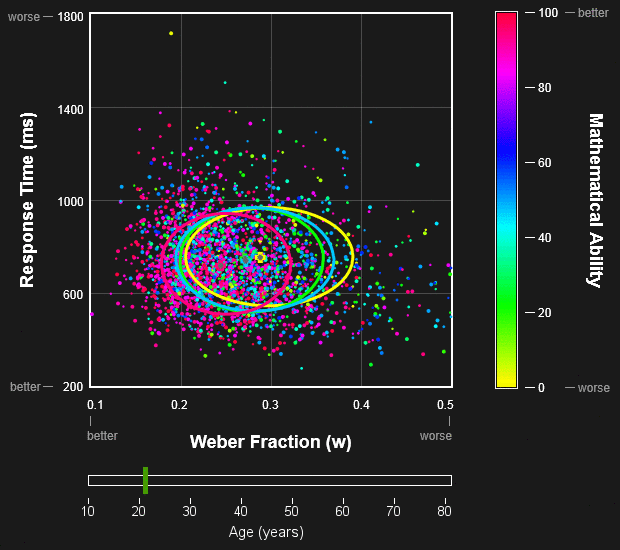 worse
1800
1400
1000
600
200
better
Response Time (ms)
0.1
0.2
0.3
0.4
0.5
better
worse
Weber Fraction (w)
10
20
30
40
50
60
70
80
Age (years)
100
better
80
60
40
20
0
worse
Mathematical Ability